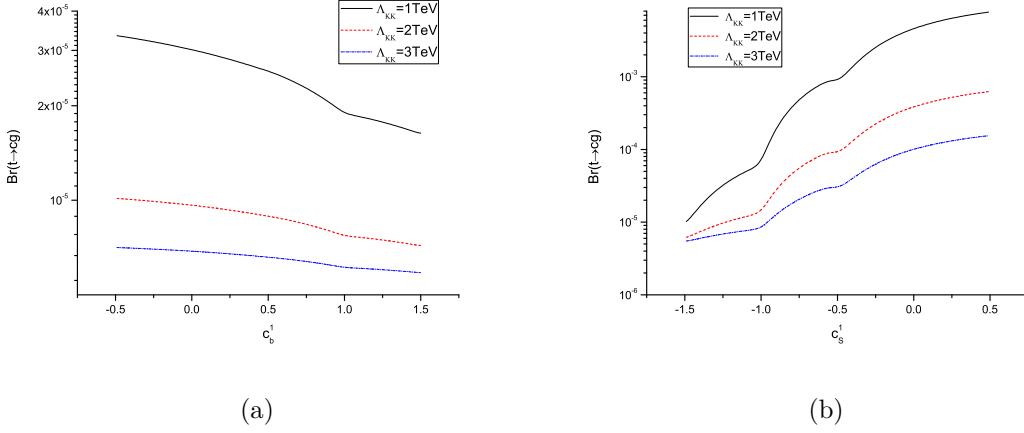 Λ_KK=1TeV
Λ_KK=2TeV
Λ_KK=3TeV
Br(t→cg)
4x10^-5
3x10^-5
2x10^-5
10^-5
-0.5 0.0 0.5 1.0 1.5
c_b^1
(a)
Λ_KK=1TeV
Λ_KK=2TeV
Λ_KK=3TeV
Br(t→cg)
10^-3
10^-4
10^-5
10^-6
-1.5 -1.0 -0.5 0.0 0.5
c_S^1
(b)